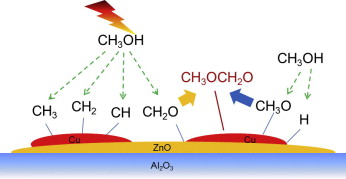 CH₃OH
CH₃OH
CH₃OCH₂O
CH₃ CH₂ CH CH₂O CH₃O H
Cu Cu
ZnO
Al₂O₃